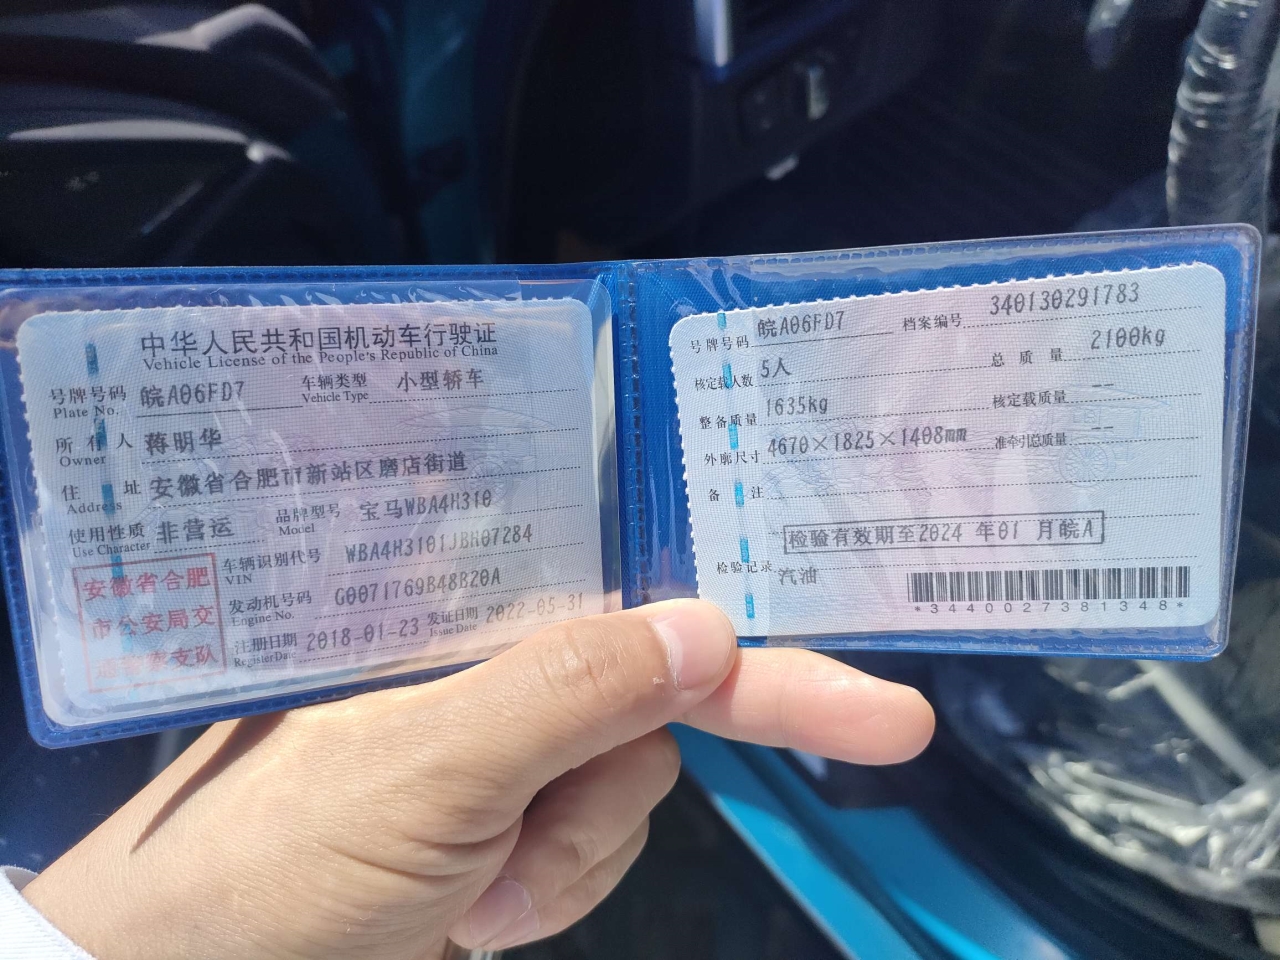 中华人民共和国机动车行驶证
Vehicle License of the People's Republic of China
号牌号码 皖A06FD7 车辆类型 小型轿车
Plate No. Vehicle Type
所有人 蒋明华
Owner
住址 安徽省合肥市新站区磨店街道
Address
使用性质 非营运 品牌型号 宝马WBA4H310
Use Character Model
车辆识别代号 WBA4H3101JBH07284
VIN
发动机号码 G0071769B48B20A
Engine No.
注册日期 2018-01-23 发证日期 2022-05-31
Register Date Issue Date
安徽省合肥
市公安局交
通警察支队
号牌号码 皖A06FD7 档案编号 340130291783
核定载人数 5人 总质量 2100kg
整备质量 1635kg 核定载质量 --
外廓尺寸 4670×1825×1408mm 准牵引总质量 --
备注
检验有效期至2024 年01 月皖A
检验记录 汽油
*3440027381348*